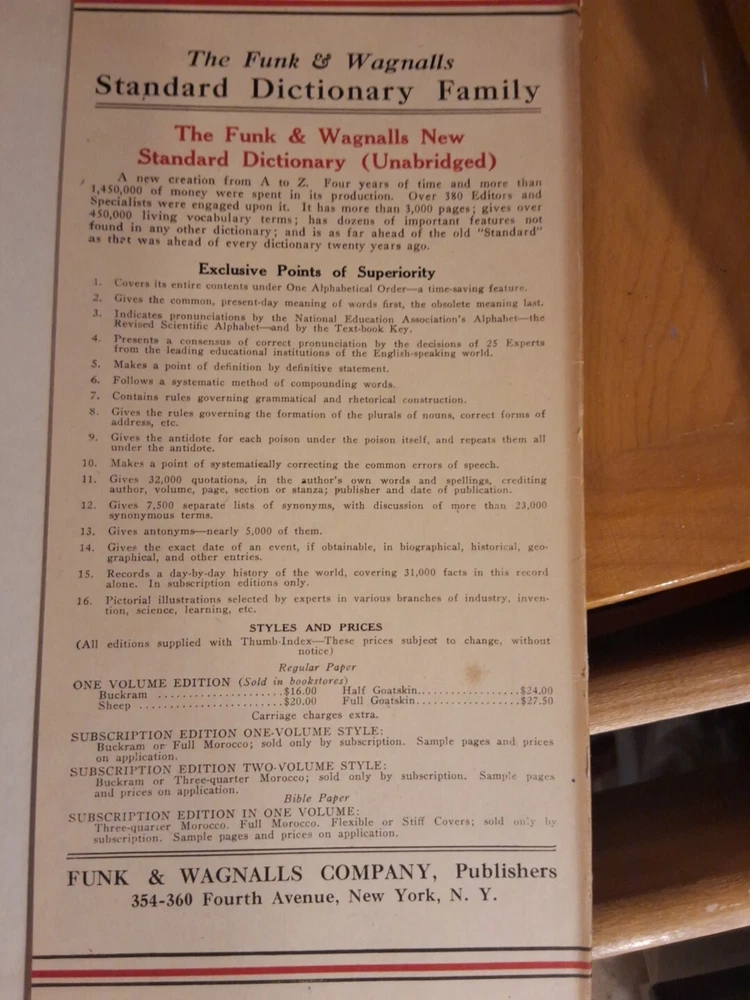 The Funk & Wagnalls
Standard Dictionary Family
The Funk & Wagnalls New
Standard Dictionary (Unabridged)
A new creation from A to Z. Four years of time and more than
1,450,000 of money were spent in its production. Over 380 Editors and
Specialists were engaged upon it. It has more than 3,000 pages; gives over
450,000 living vocabulary terms; has dozens of important features not
found in any other dictionary; and is as far ahead of the old "Standard"
as that was ahead of every dictionary twenty years ago.
Exclusive Points of Superiority
1. Covers its entire contents under One Alphabetical Order—a time-saving feature.
2. Gives the common, present-day meaning of words first, the obsolete meaning last.
3. Indicates pronunciations by the National Education Association's Alphabet—the
Revised Scientific Alphabet—and by the Text-book Key.
4. Presents a consensus of correct pronunciation by the decisions of 25 Experts
from the leading educational institutions of the English-speaking world.
5. Makes a point of definition by definitive statement.
6. Follows a systematic method of compounding words.
7. Contains rules governing grammatical and rhetorical construction.
8. Gives the rules governing the formation of the plurals of nouns, correct forms of
address, etc.
9. Gives the antidote for each poison under the poison itself, and repeats them all
under the antidote.
10. Makes a point of systematically correcting the common errors of speech.
11. Gives 32,000 quotations, in the author's own words and spellings, crediting
author, volume, page, section or stanza; publisher and date of publication.
12. Gives 7,500 separate lists of synonyms, with discussion of more than 23,000
synonymous terms.
13. Gives antonyms—nearly 5,000 of them.
14. Gives the exact date of an event, if obtainable, in biographical, historical, geo-
graphical, and other entries.
15. Records a day-by-day history of the world, covering 31,000 facts in this record
alone. In subscription editions only.
16. Pictorial illustrations selected by experts in various branches of industry, inven-
tion, science, learning, etc.
STYLES AND PRICES
(All editions supplied with Thumb-Index—These prices subject to change, without
notice)
Regular Paper
ONE VOLUME EDITION (Sold in bookstores)
Buckram ....................$16.00 Half Goatskin.................$24.00
Sheep .......................$20.00 Full Goatskin.................$27.50
Carriage charges extra.
SUBSCRIPTION EDITION ONE-VOLUME STYLE:
Buckram or Full Morocco; sold only by subscription. Sample pages and prices
on application.
SUBSCRIPTION EDITION TWO-VOLUME STYLE:
Buckram or Three-quarter Morocco; sold only by subscription. Sample pages
and prices on application.
Bible Paper
SUBSCRIPTION EDITION IN ONE VOLUME:
Three-quarter Morocco. Full Morocco. Flexible or Stiff Covers; sold only by
subscription. Sample pages and prices on application.
FUNK & WAGNALLS COMPANY, Publishers
354-360 Fourth Avenue, New York, N. Y.